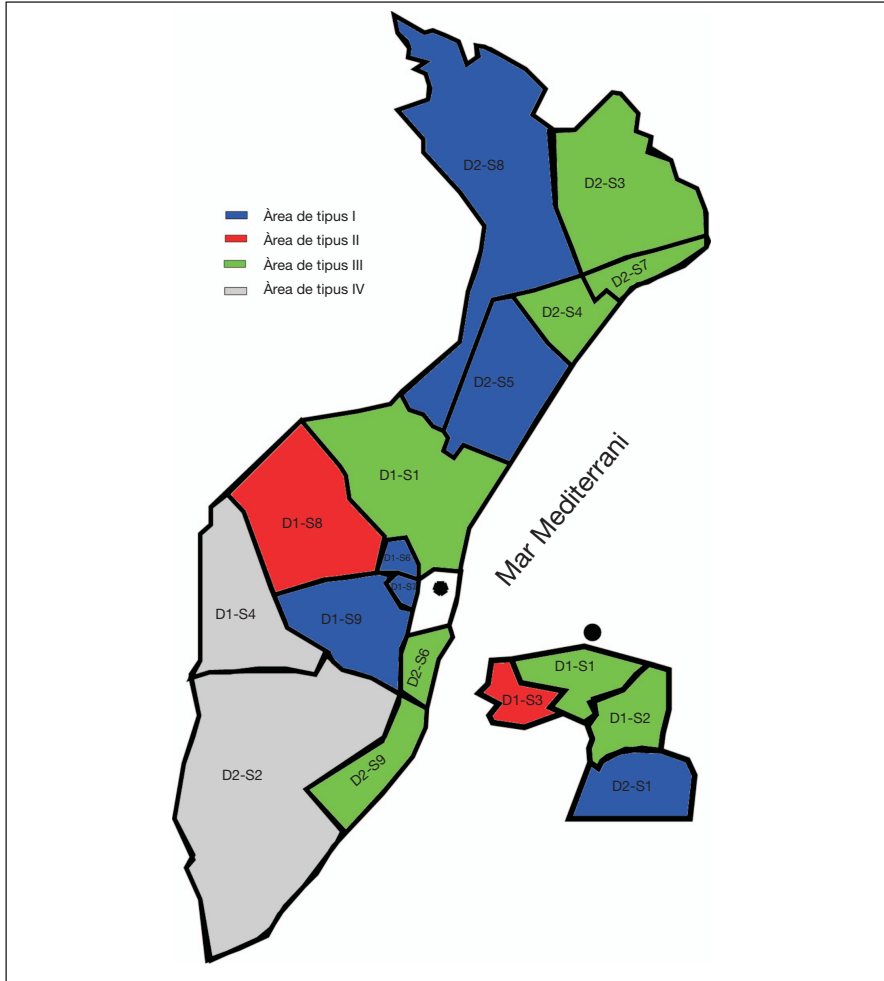 D2-S8
D2-S3
Àrea de tipus I
Àrea de tipus II
Àrea de tipus III
Àrea de tipus IV
D2-S7
D2-S4
D2-S5
D1-S1
Mar Mediterrani
D1-S8
D1-S6
D1-S4
D1-S9
D2-S6
D1-S1
D1-S3
D1-S2
D2-S2
D2-S9
D2-S1